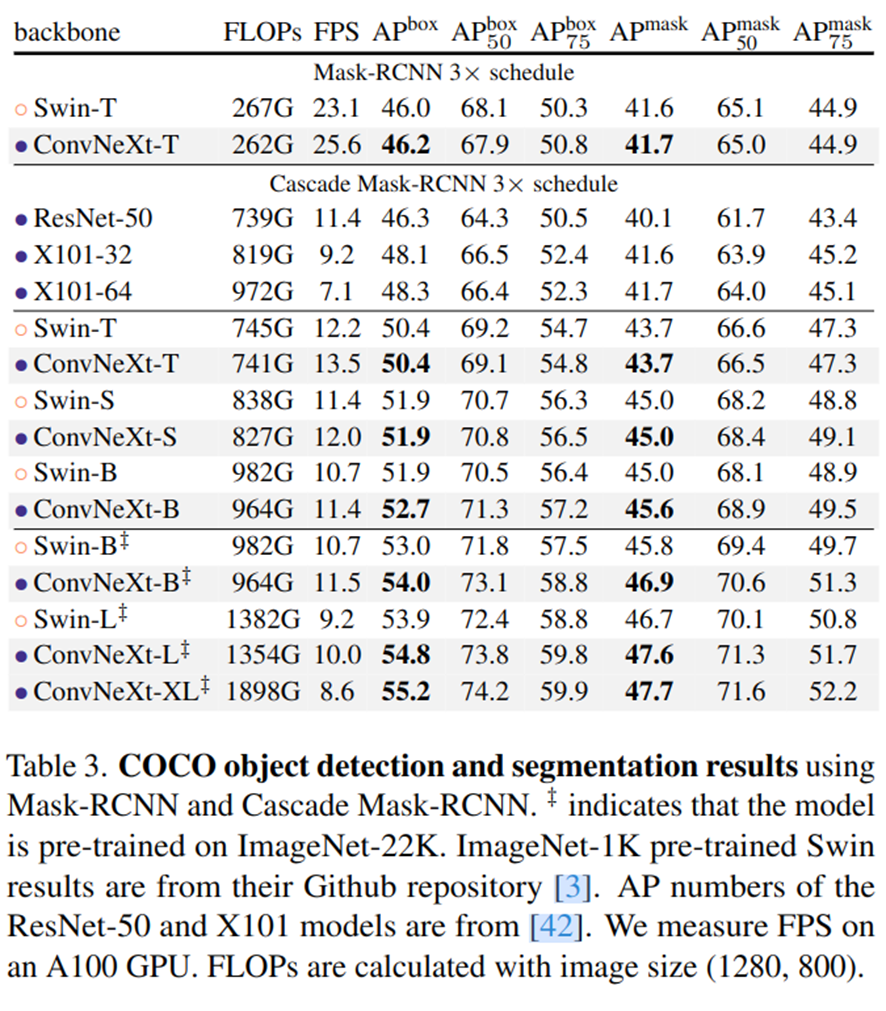 backbone FLOPs FPS AP^box AP^box_50 AP^box_75 AP^mask AP^mask_50 AP^mask_75
Mask-RCNN 3× schedule
○ Swin-T 267G 23.1 46.0 68.1 50.3 41.6 65.1 44.9
● ConvNeXt-T 262G 25.6 46.2 67.9 50.8 41.7 65.0 44.9
Cascade Mask-RCNN 3× schedule
● ResNet-50 739G 11.4 46.3 64.3 50.5 40.1 61.7 43.4
● X101-32 819G 9.2 48.1 66.5 52.4 41.6 63.9 45.2
● X101-64 972G 7.1 48.3 66.4 52.3 41.7 64.0 45.1
○ Swin-T 745G 12.2 50.4 69.2 54.7 43.7 66.6 47.3
● ConvNeXt-T 741G 13.5 50.4 69.1 54.8 43.7 66.5 47.3
○ Swin-S 838G 11.4 51.9 70.7 56.3 45.0 68.2 48.8
● ConvNeXt-S 827G 12.0 51.9 70.8 56.5 45.0 68.4 49.1
○ Swin-B 982G 10.7 51.9 70.5 56.4 45.0 68.1 48.9
● ConvNeXt-B 964G 11.4 52.7 71.3 57.2 45.6 68.9 49.5
○ Swin-B‡ 982G 10.7 53.0 71.8 57.5 45.8 69.4 49.7
● ConvNeXt-B‡ 964G 11.5 54.0 73.1 58.8 46.9 70.6 51.3
○ Swin-L‡ 1382G 9.2 53.9 72.4 58.8 46.7 70.1 50.8
● ConvNeXt-L‡ 1354G 10.0 54.8 73.8 59.8 47.6 71.3 51.7
● ConvNeXt-XL‡ 1898G 8.6 55.2 74.2 59.9 47.7 71.6 52.2
Table 3. COCO object detection and segmentation results using
Mask-RCNN and Cascade Mask-RCNN. ‡ indicates that the model
is pre-trained on ImageNet-22K. ImageNet-1K pre-trained Swin
results are from their Github repository [3]. AP numbers of the
ResNet-50 and X101 models are from [42]. We measure FPS on
an A100 GPU. FLOPs are calculated with image size (1280, 800).